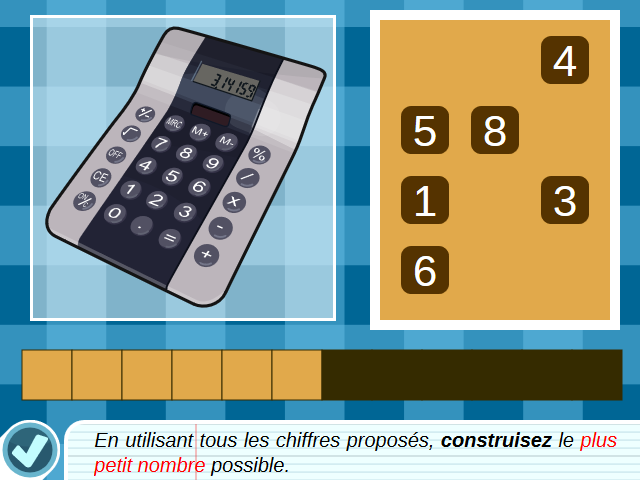 3.14159
+/-
√
OFF
CE
ON/C
MRC M+ M-
7 8 9
4 5 6
1 2 3
0 . =
%
/
x
-
+
4
5 8
1 3
6
En utilisant tous les chiffres proposés, construisez le plus
petit nombre possible.